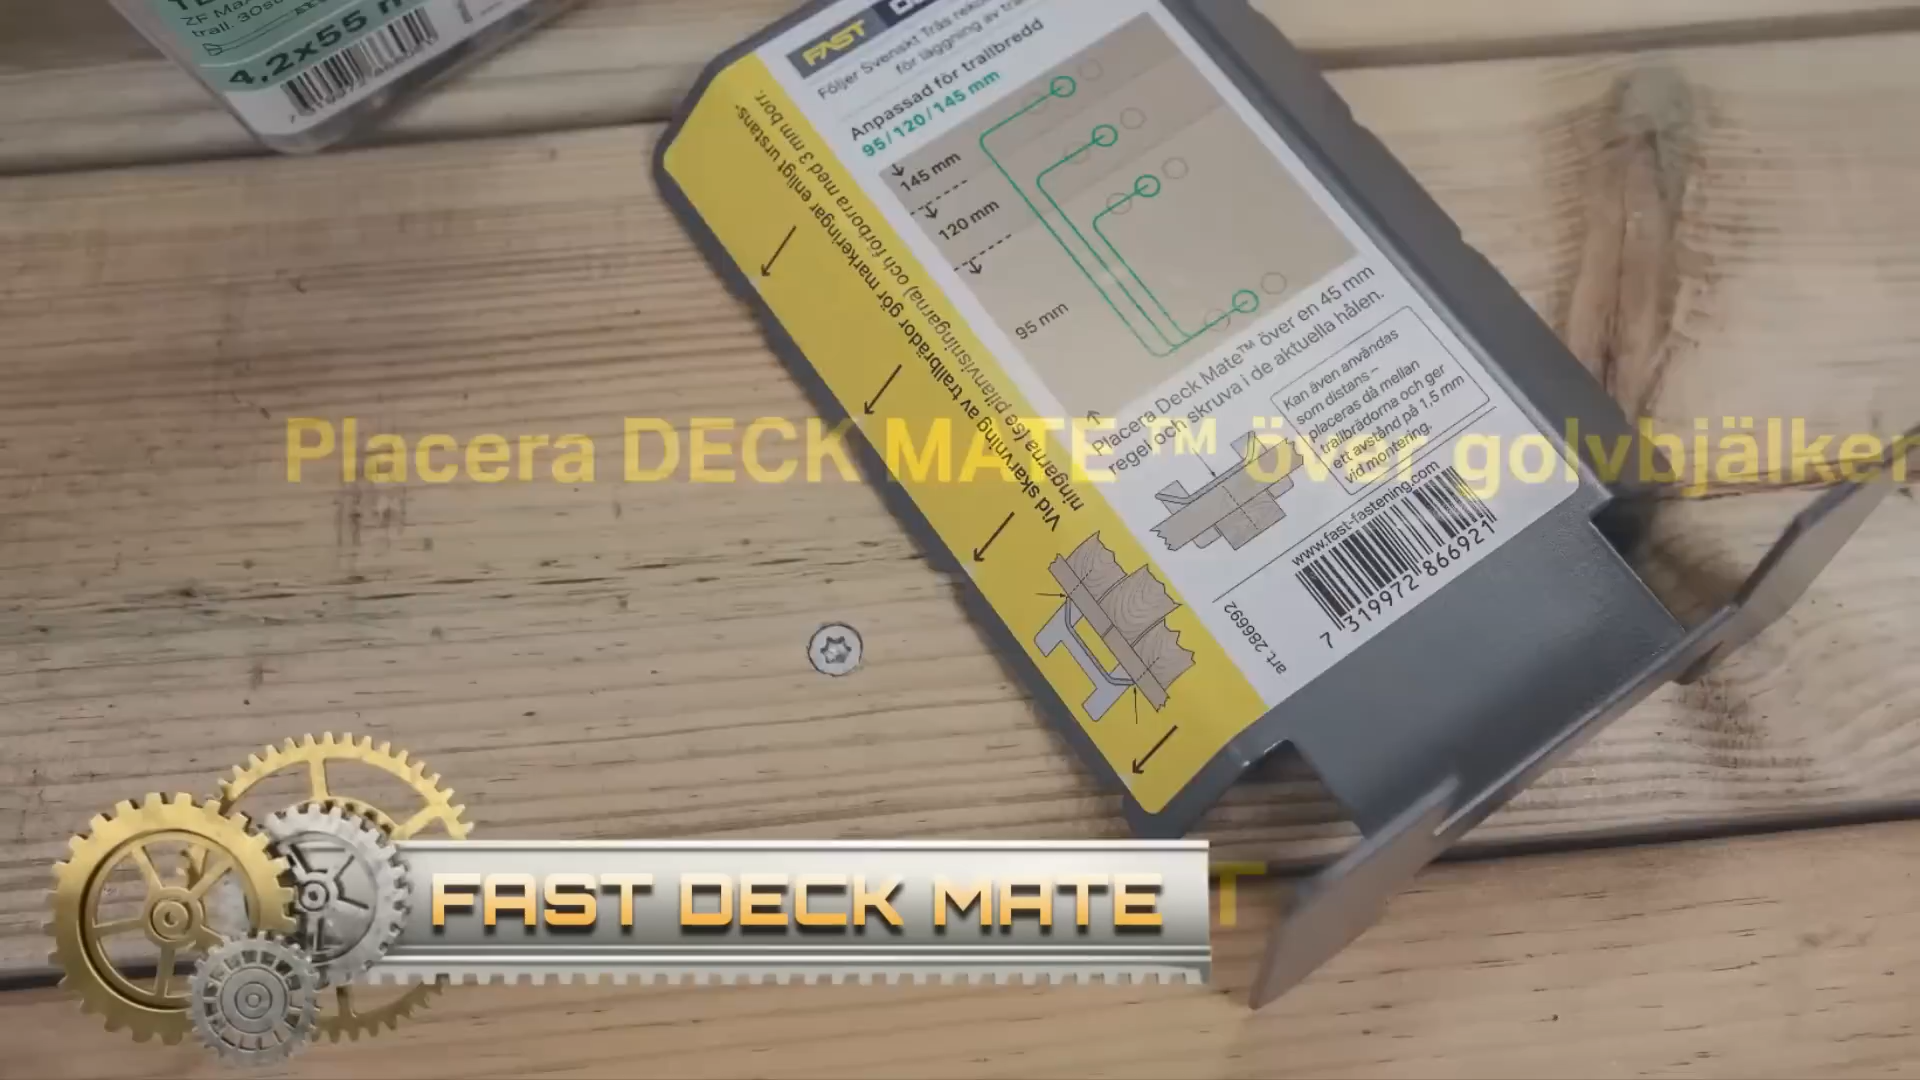 4,2x55
FAST
Följer Svenskt Träs
för läggning av
Anpassad för trallbredd
95/120/145 mm
145 mm
120 mm
95 mm
Placera Deck Mate™ över en 45 mm
regel och skruva i de aktuella hålen.
Kan även användas
som distans –
placeras då mellan
trallbrädorna och ger
ett avstånd på 1,5 mm
vid montering.
www.fast-fastening.com
7 319972 866921
art. 286692
Vid skarvning av trallbrädor gör markeringar enligt urstans-
ningarna (se pilanvisningarna) och förborra med 3 mm borr.
Placera DECK MATE™ över golvbjälken
FAST DECK MATE
T